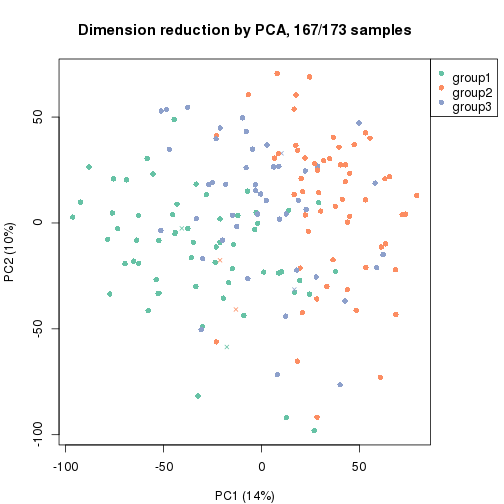 Dimension reduction by PCA, 167/173 samples
group1
group2
group3
50
0
-50
-100
PC2 (10%)
-100 -50 0 50
PC1 (14%)